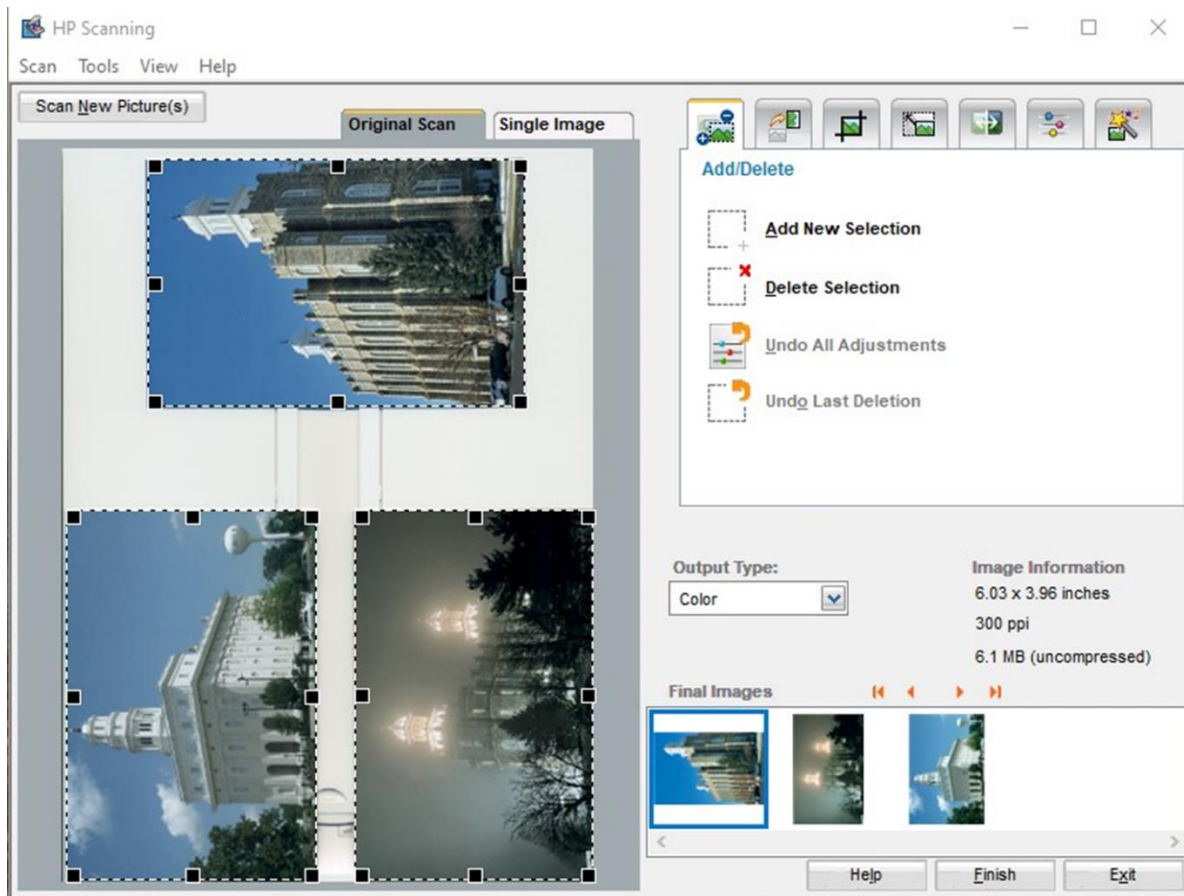 HP Scanning
Scan Tools View Help
Scan New Picture(s)
Original Scan
Single Image
Add/Delete
Add New Selection
Delete Selection
Undo All Adjustments
Undo Last Deletion
Output Type:
Color
Image Information
6.03 x 3.96 inches
300 ppi
6.1 MB (uncompressed)
Final Images
Help
Finish
Exit